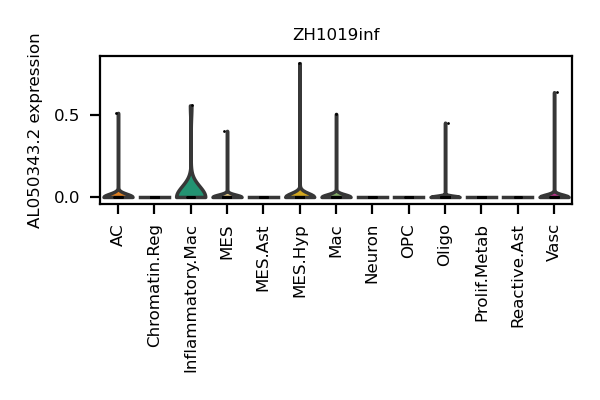 ZH1019inf
AL050343.2 expression
0.5
0.0
AC
Chromatin.Reg
Inflammatory.Mac
MES
MES.Ast
MES.Hyp
Mac
Neuron
OPC
Oligo
Prolif.Metab
Reactive.Ast
Vasc